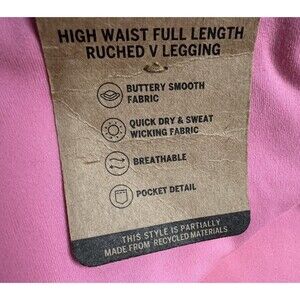 HIGH WAIST FULL LENGTH
RUCHED V LEGGING
BUTTERY SMOOTH
FABRIC
QUICK DRY & SWEAT
WICKING FABRIC
BREATHABLE
POCKET DETAIL
THIS STYLE IS PARTIALLY
MADE FROM RECYCLED MATERIALS